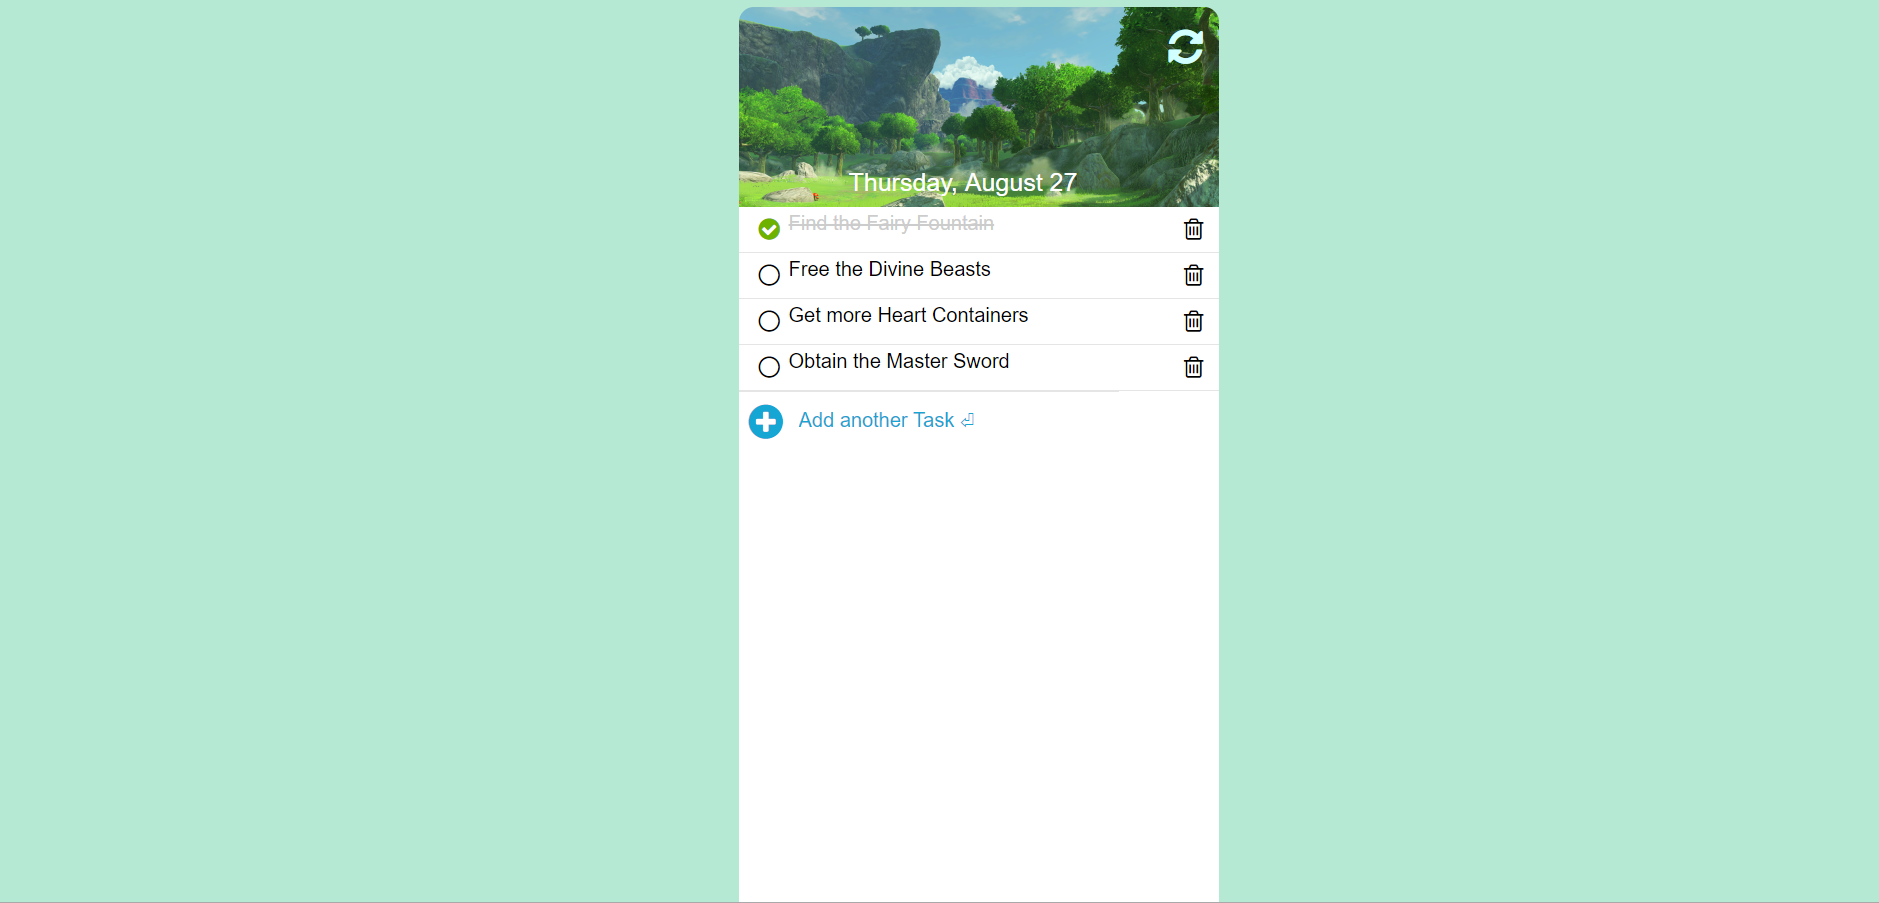 Thursday, August 27
Find the Fairy Fountain
Free the Divine Beasts
Get more Heart Containers
Obtain the Master Sword
Add another Task ⏎